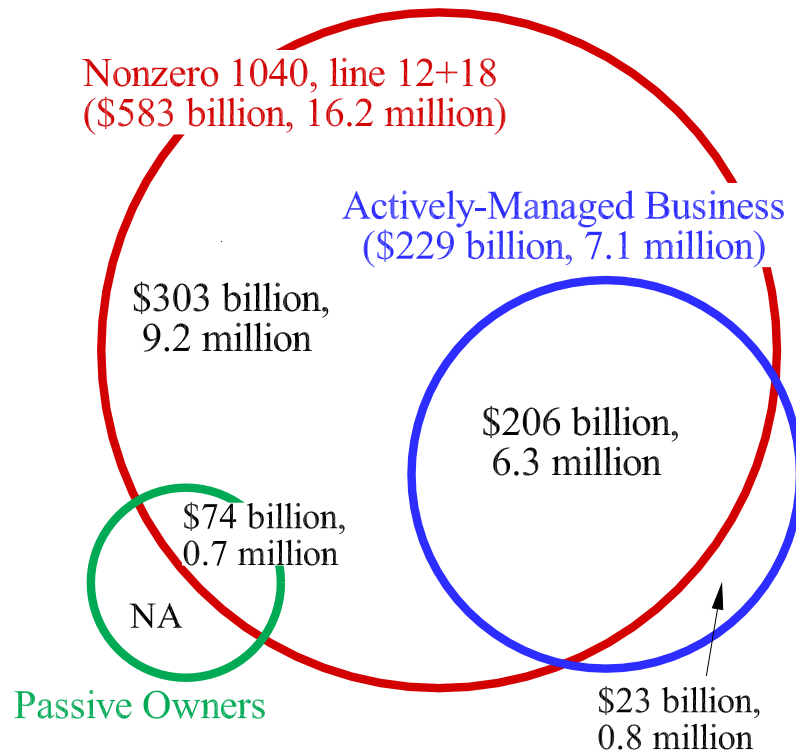 Nonzero 1040, line 12+18
($583 billion, 16.2 million)
Actively-Managed Business
($229 billion, 7.1 million)
$303 billion,
9.2 million
$206 billion,
6.3 million
$74 billion,
0.7 million
NA
Passive Owners
$23 billion,
0.8 million